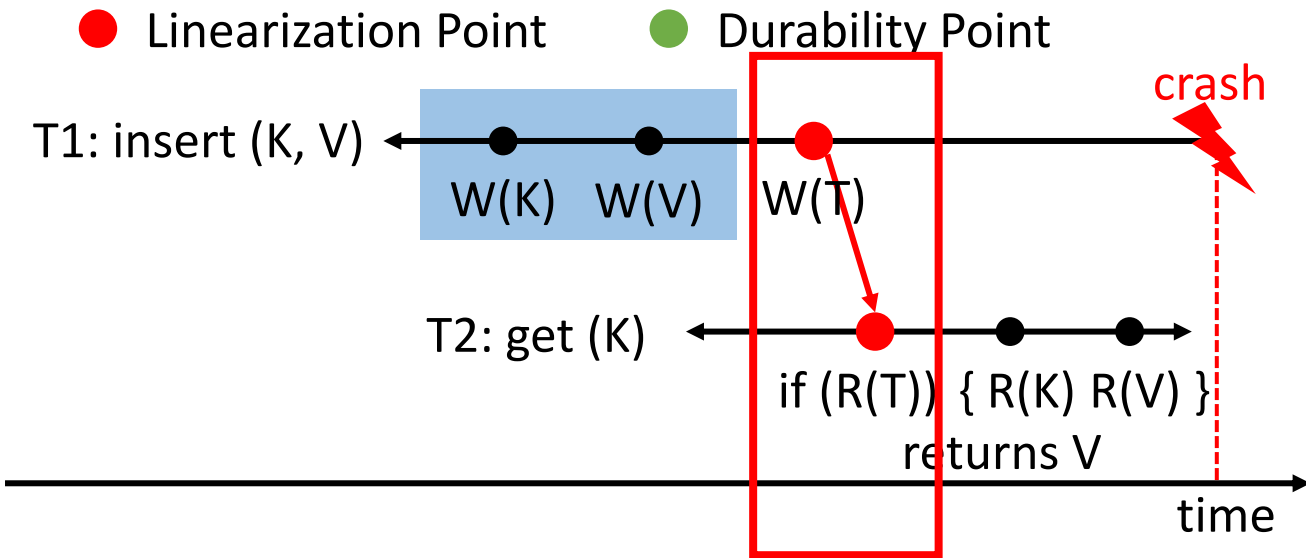 Linearization Point Durability Point
crash
T1: insert (K, V)
W(K) W(V) W(T)
T2: get (K)
if (R(T)) { R(K) R(V) }
returns V
time